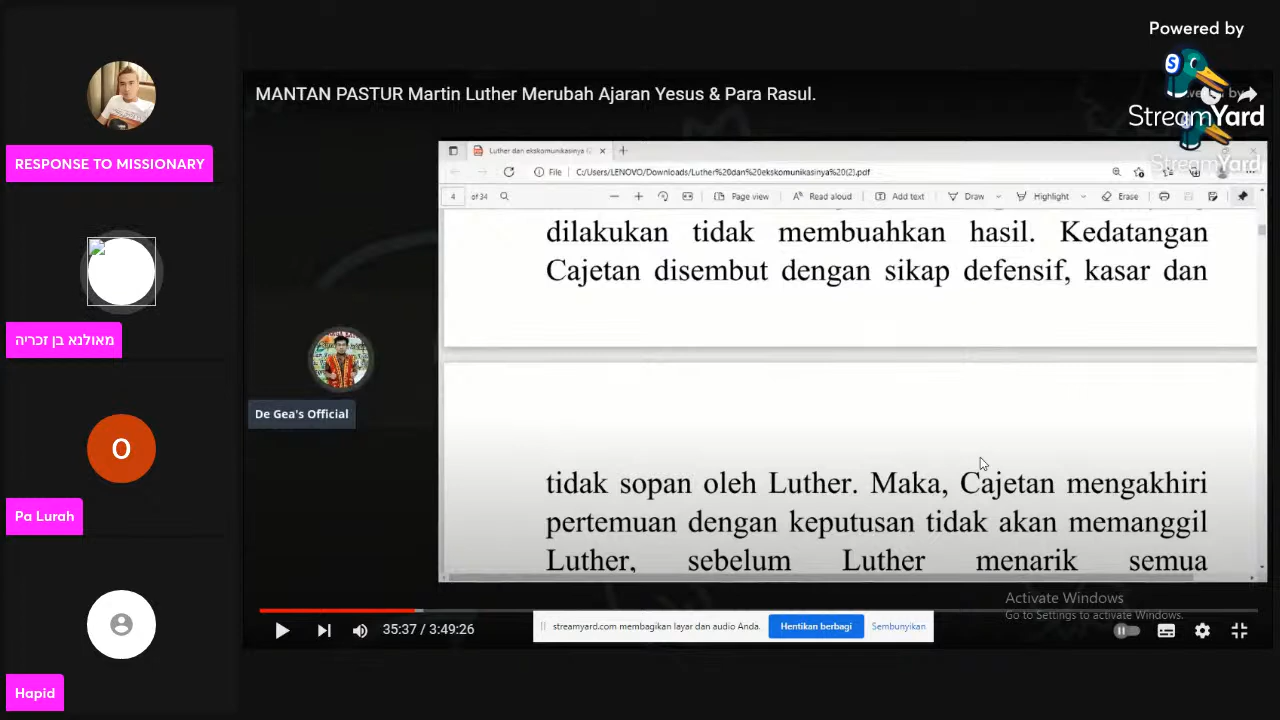 Powered by
StreamYard
StreamYard
RESPONSE TO MISSIONARY
מאולנא בן זכריה
O
Pa Lurah
Hapid
MANTAN PASTUR Martin Luther Merubah Ajaran Yesus & Para Rasul.
De Gea's Official
Luther dan ekskomunikasinya
File C:/Users/LENOVO/Downloads/Luther%20dan%20ekskomunikasinya%20(2).pdf
4 of 34 Page view Read aloud Add text Draw Highlight Erase
dilakukan tidak membuahkan hasil. Kedatangan
Cajetan disembut dengan sikap defensif, kasar dan
tidak sopan oleh Luther. Maka, Cajetan mengakhiri
pertemuan dengan keputusan tidak akan memanggil
Luther, sebelum Luther menarik semua
Activate Windows
Go to Settings to activate Windows.
35:37 / 3:49:26
streamyard.com membagikan layar dan audio Anda. Hentikan berbagi Sembunyikan